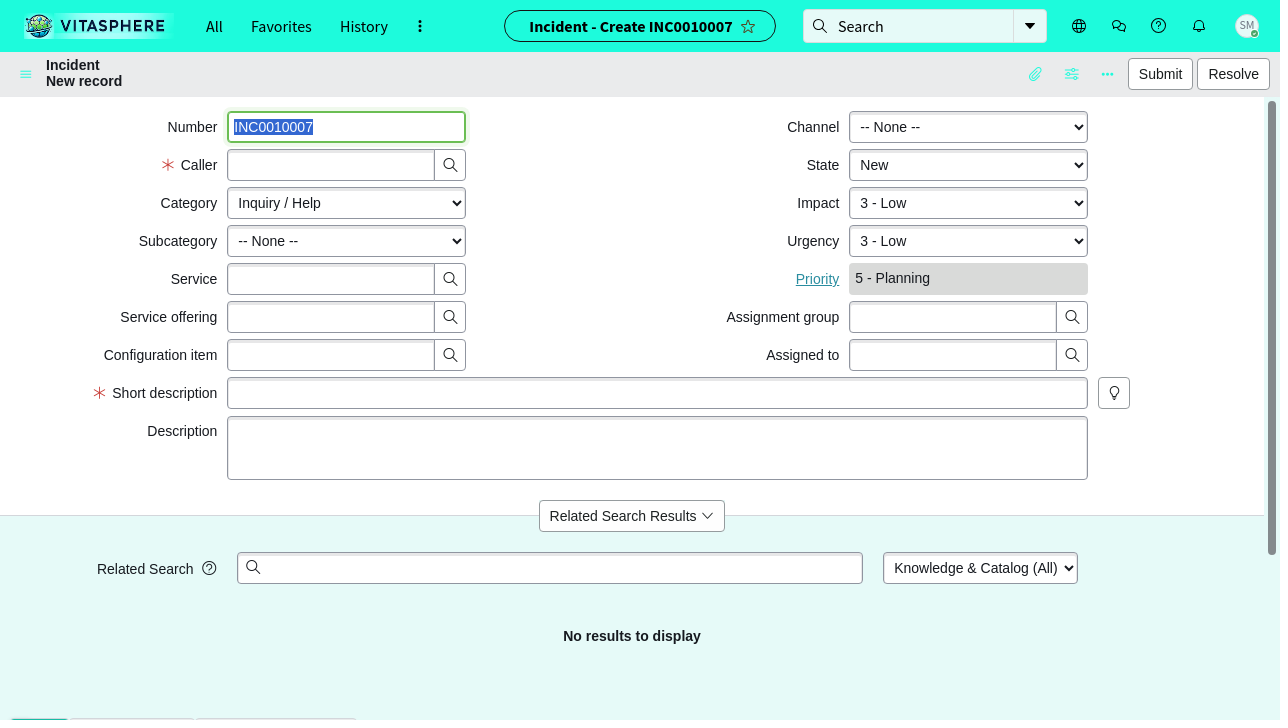 VITASPHERE
All
Favorites
History
Incident - Create INC0010007
Search
SM
Incident
New record
Submit
Resolve
Number
INC0010007
Channel
-- None --
Caller
State
New
Category
Inquiry / Help
Impact
3 - Low
Subcategory
-- None --
Urgency
3 - Low
Service
Priority
5 - Planning
Service offering
Assignment group
Configuration item
Assigned to
Short description
Description
Related Search Results
Related Search
Knowledge & Catalog (All)
No results to display